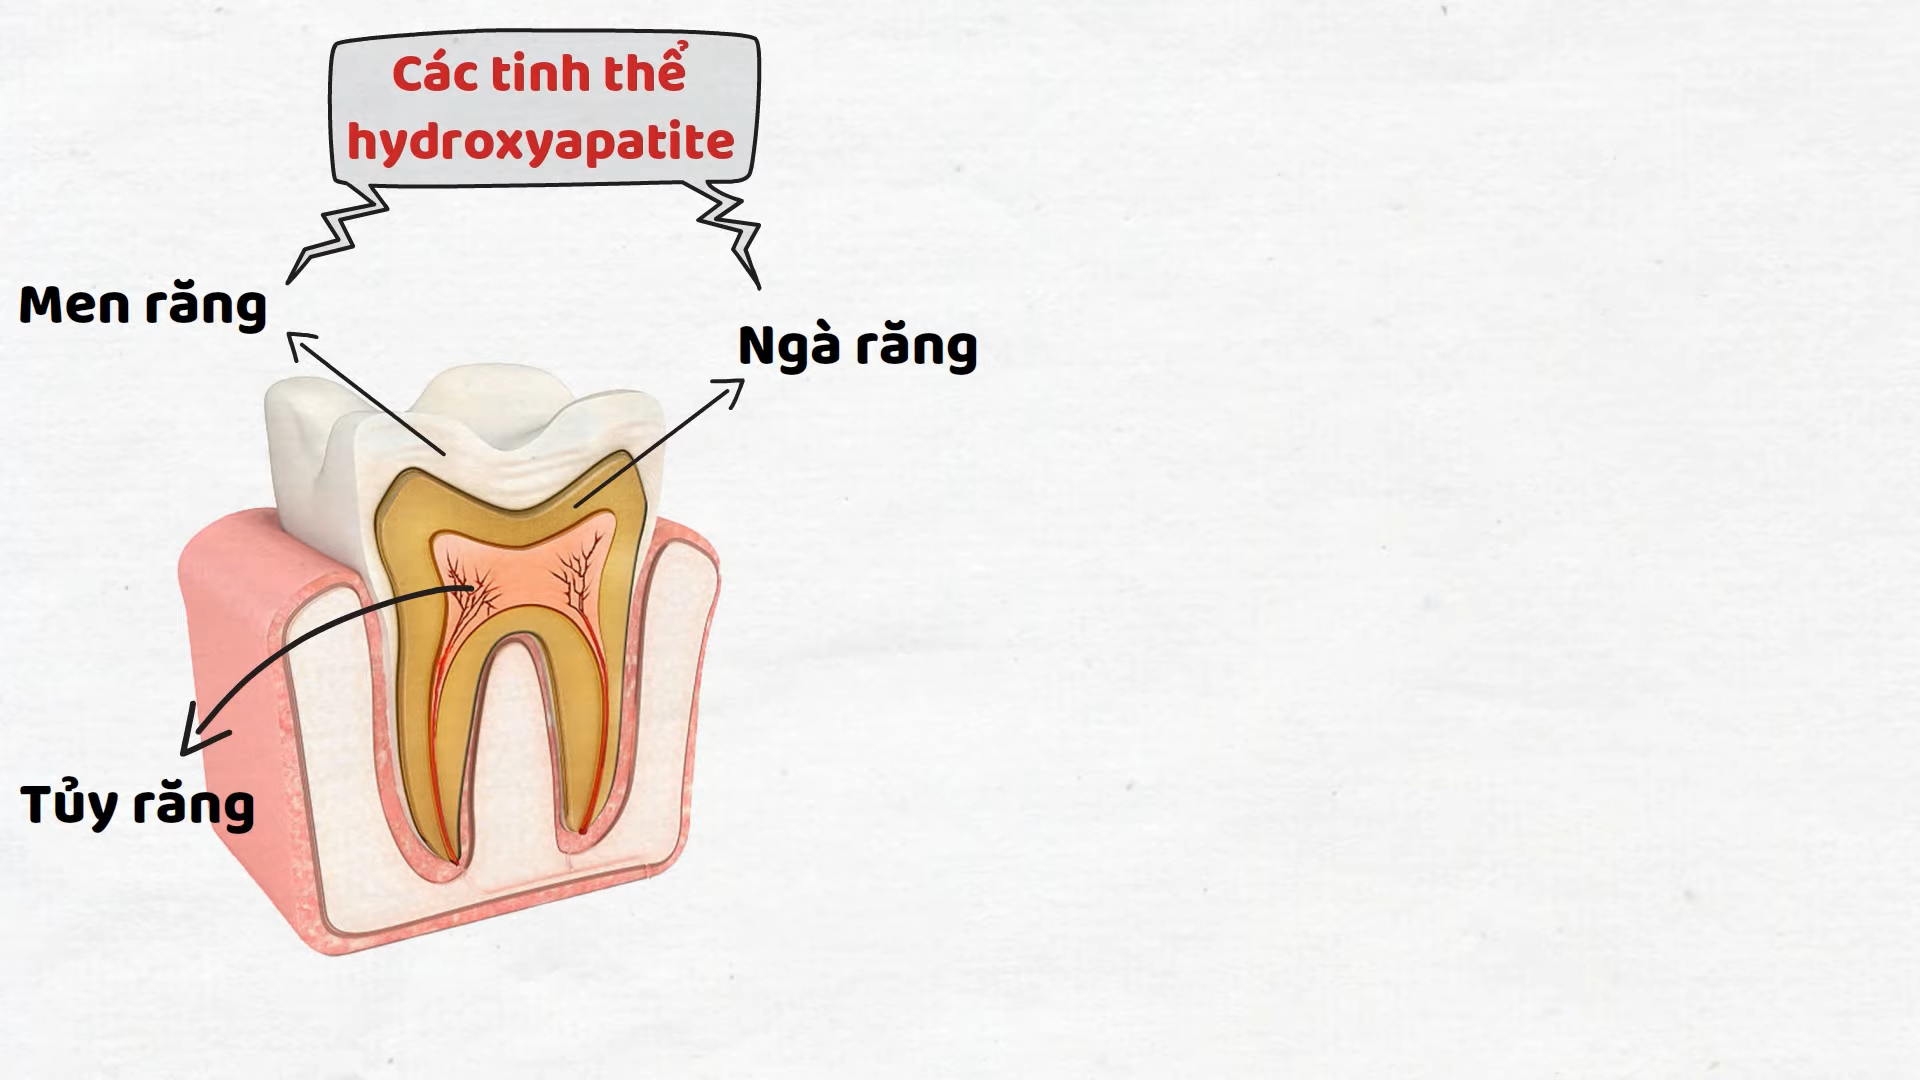 Các tinh thể
hydroxyapatite
Men răng
Ngà răng
Tủy răng